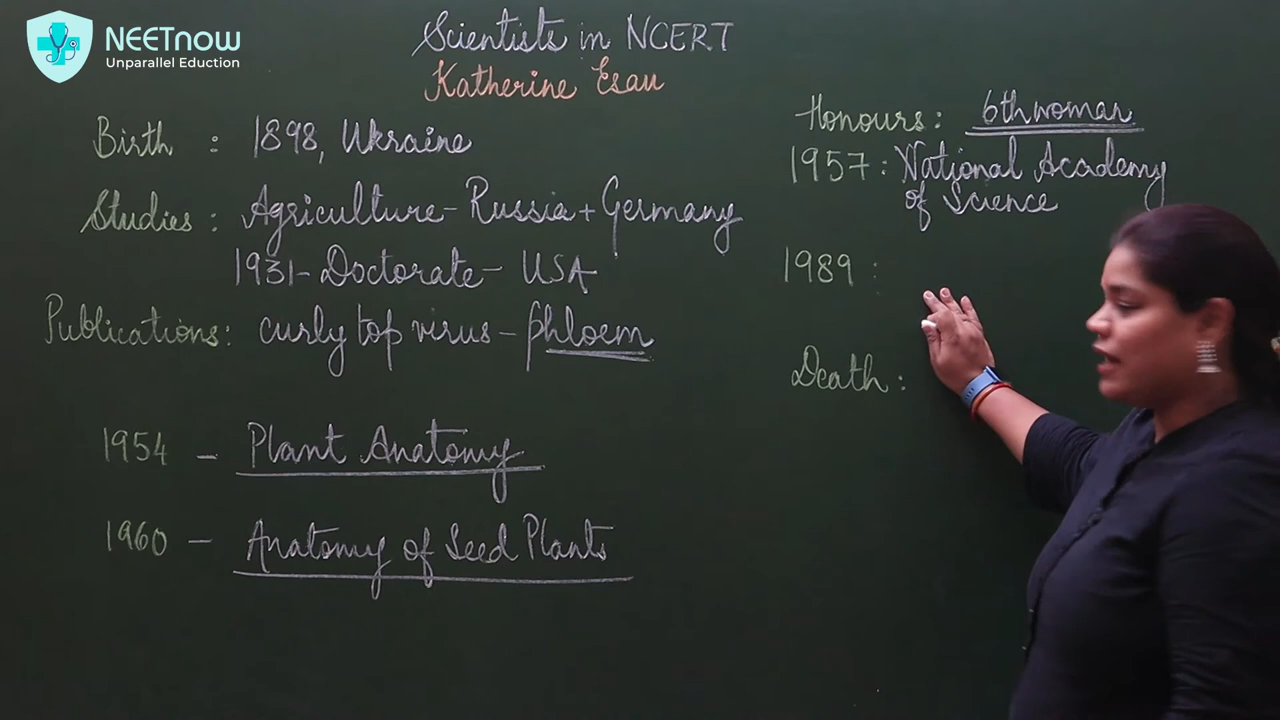 NEETnow
Unparallel Eduction
Scientists in NCERT
Katherine Esau
Birth : 1898, Ukraine
Studies : Agriculture - Russia + Germany
1931 - Doctorate - USA
Publications : curly top virus - phloem
1954 - Plant Anatomy
1960 - Anatomy of Seed Plants
Honours : 6th woman
1957 : National Academy
of Science
1989 :
Death :